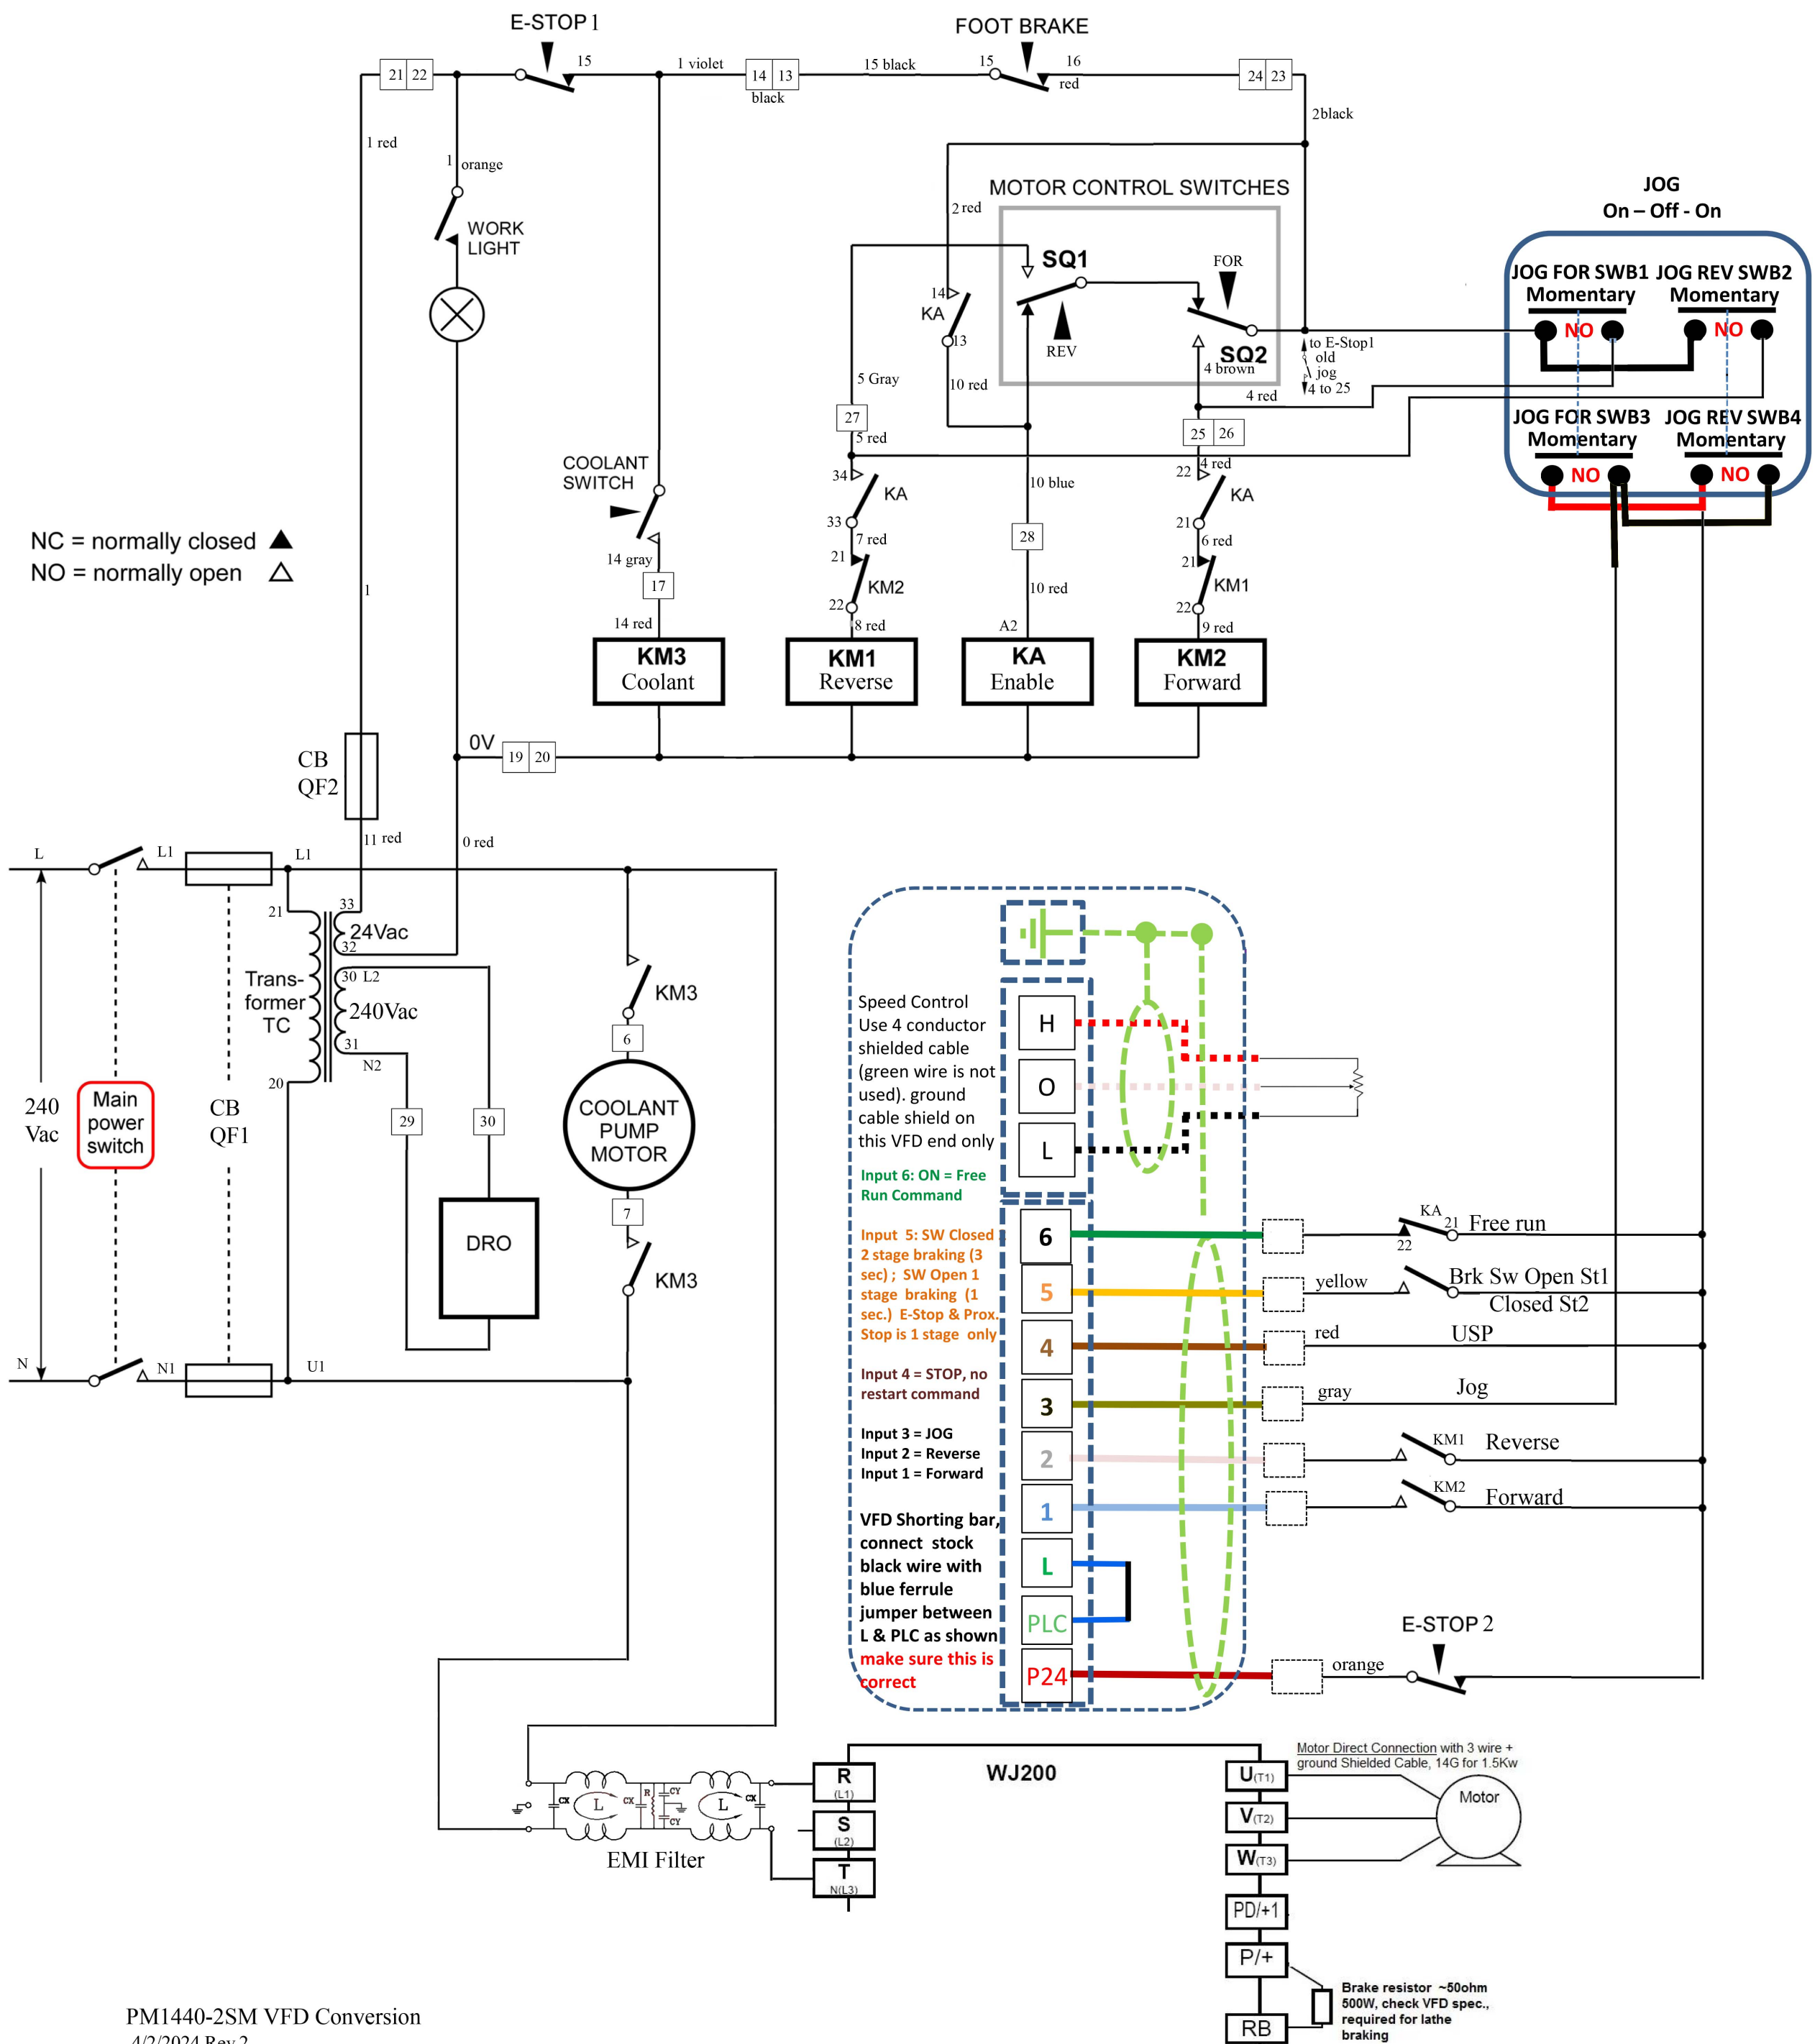 E-STOP 1
FOOT BRAKE
21 22
15
1 violet
14 13
black
15 black
15
16
red
24 23
1 red
2black
1 orange
WORK
LIGHT
MOTOR CONTROL SWITCHES
2 red
SQ1
FOR
REV
SQ2
14
KA
13
10 red
5 Gray
27
5 red
4 brown
4 red
to E-Stop1
old
jog
4 to 25
25 26
4 red
JOG
On – Off - On
JOG FOR SWB1
Momentary
NO
JOG REV SWB2
Momentary
NO
JOG FOR SWB3
Momentary
NO
JOG REV SWB4
Momentary
NO
COOLANT
SWITCH
14 gray
17
14 red
34
KA
33
7 red
21
KM2
22
8 red
10 blue
28
10 red
A2
22
KA
21
6 red
21
KM1
22
9 red
NC = normally closed
NO = normally open
1
KM3
Coolant
KM1
Reverse
KA
Enable
KM2
Forward
0V
19 20
CB
QF2
11 red
0 red
L
L1
L1
21
33
24Vac
32
30 L2
Trans-
former
TC
240Vac
31
N2
20
240
Vac
Main
power
switch
CB
QF1
29
30
DRO
KM3
6
COOLANT
PUMP
MOTOR
7
KM3
N
N1
U1
Speed Control
Use 4 conductor
shielded cable
(green wire is not
used). ground
cable shield on
this VFD end only
Input 6: ON = Free
Run Command
Input 5: SW Closed
2 stage braking (3
sec) ; SW Open 1
stage braking (1
sec.) E-Stop & Prox.
Stop is 1 stage only
Input 4 = STOP, no
restart command
Input 3 = JOG
Input 2 = Reverse
Input 1 = Forward
VFD Shorting bar,
connect stock
black wire with
blue ferrule
jumper between
L & PLC as shown
make sure this is
correct
H
O
L
6
5
4
3
2
1
L
PLC
P24
KA
21
22
Free run
yellow
Brk Sw Open St1
Closed St2
red
USP
gray
Jog
KM1
Reverse
KM2
Forward
E-STOP 2
orange
CX
L
CX
R
CY
CY
L
CX
EMI Filter
R
(L1)
S
(L2)
T
N(L3)
WJ200
U(T1)
V(T2)
W(T3)
PD/+1
P/+
RB
Motor Direct Connection with 3 wire +
ground Shielded Cable, 14G for 1.5Kw
Motor
Brake resistor ~50ohm
500W, check VFD spec.,
required for lathe
braking
PM1440-2SM VFD Conversion
4/2/2024 Rev 2